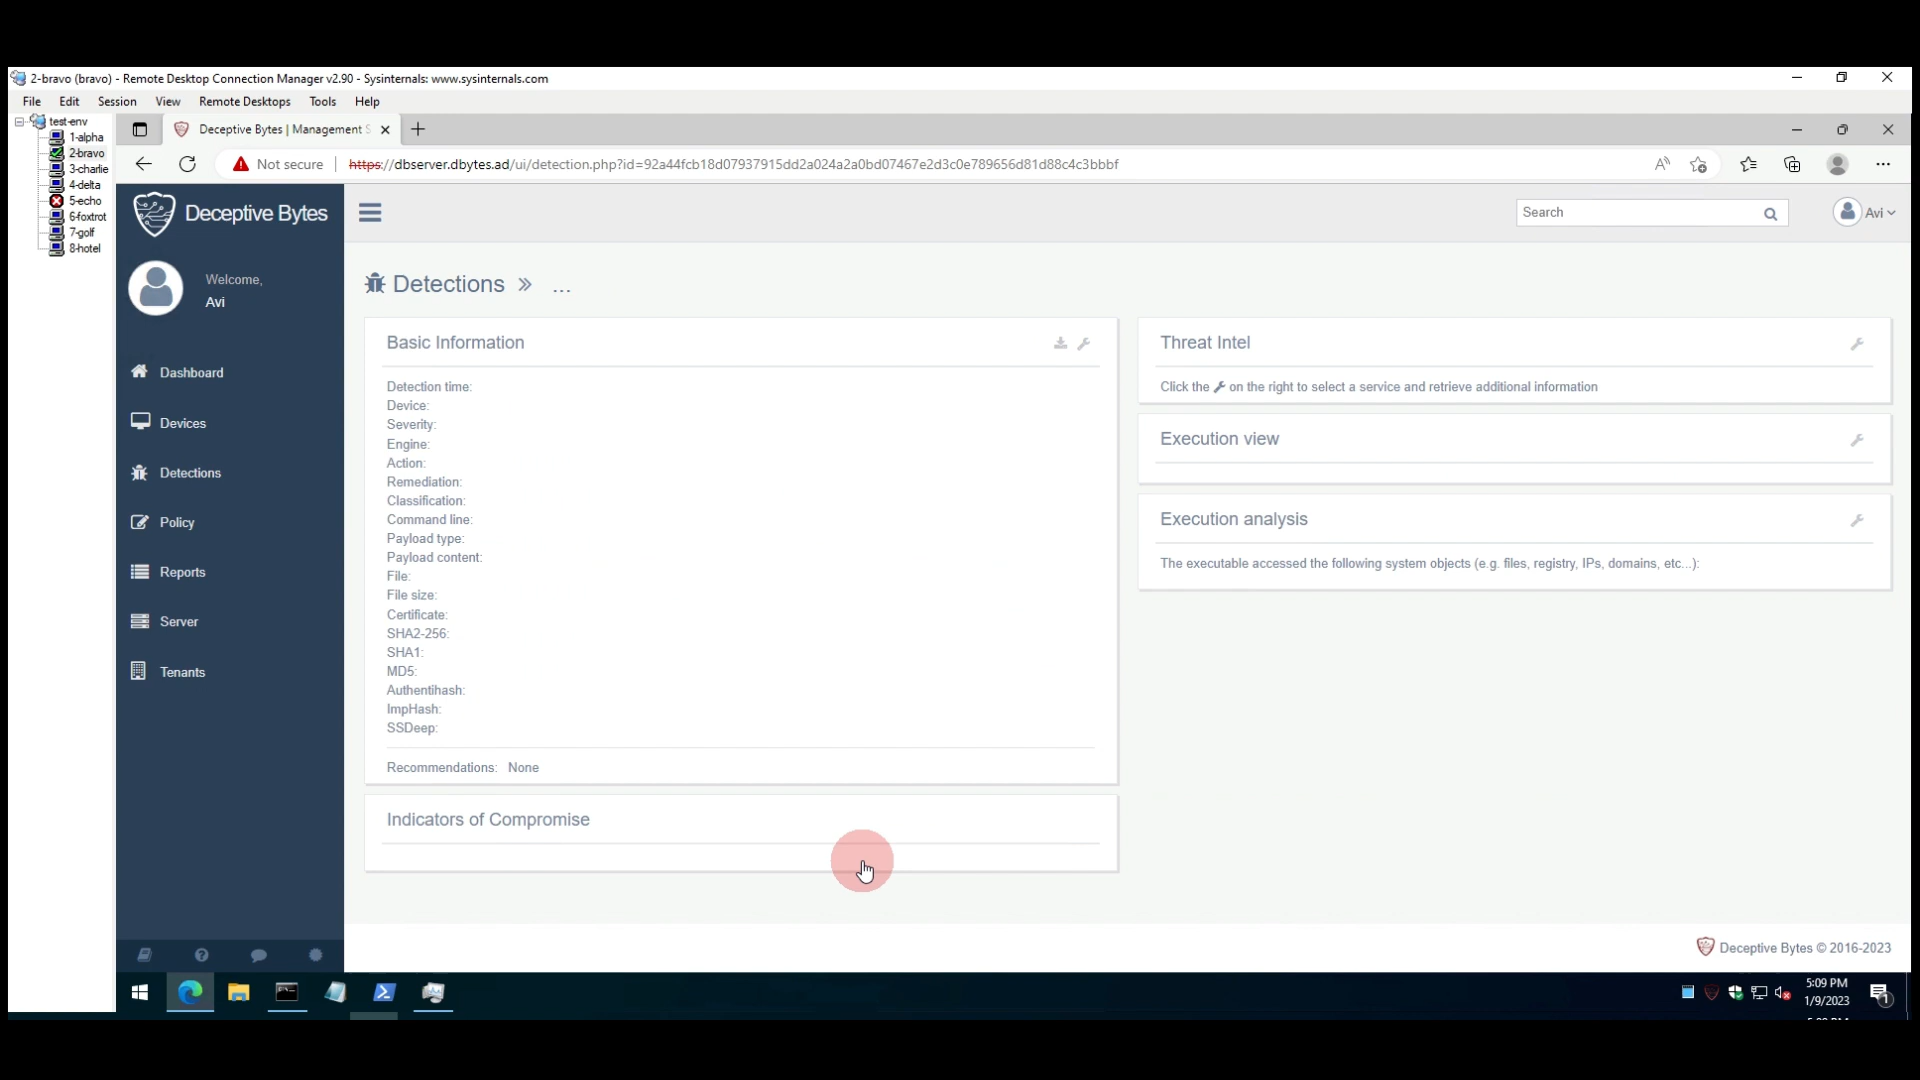 2-bravo (bravo) - Remote Desktop Connection Manager v2.90 - Sysinternals: www.sysinternals.com
File Edit Session View Remote Desktops Tools Help
test-env
1-alpha
2-bravo
3-charlie
4-delta
5-echo
6-foxtrot
7-golf
8-hotel
Deceptive Bytes | Management S
Not secure https://dbserver.dbytes.ad/ui/detection.php?id=92a44fcb18d07937915dd2a024a2a0bd07467e2d3c0e789656d81d88c4c3bbbf
Deceptive Bytes
Search
Avi
Welcome,
Avi
Dashboard
Devices
Detections
Policy
Reports
Server
Tenants
Detections » ...
Basic Information
Detection time:
Device:
Severity:
Engine:
Action:
Remediation:
Classification:
Command line:
Payload type:
Payload content:
File:
File size:
Certificate:
SHA2-256:
SHA1:
MD5:
Authentihash:
ImpHash:
SSDeep:
Recommendations: None
Indicators of Compromise
Threat Intel
Click the on the right to select a service and retrieve additional information
Execution view
Execution analysis
The executable accessed the following system objects (e.g. files, registry, IPs, domains, etc...):
Deceptive Bytes © 2016-2023
5:09 PM
1/9/2023
1